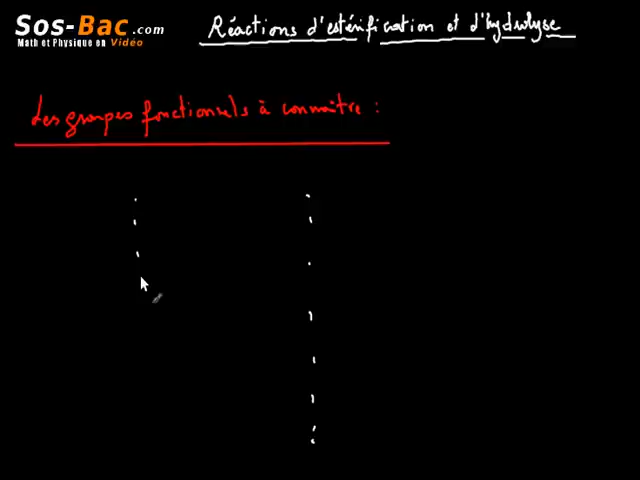 Sos-Bac.com
Math et Physique en Vidéo
Réactions d'estérification et d'hydrolyse
Les groupes fonctionnels à connaître :